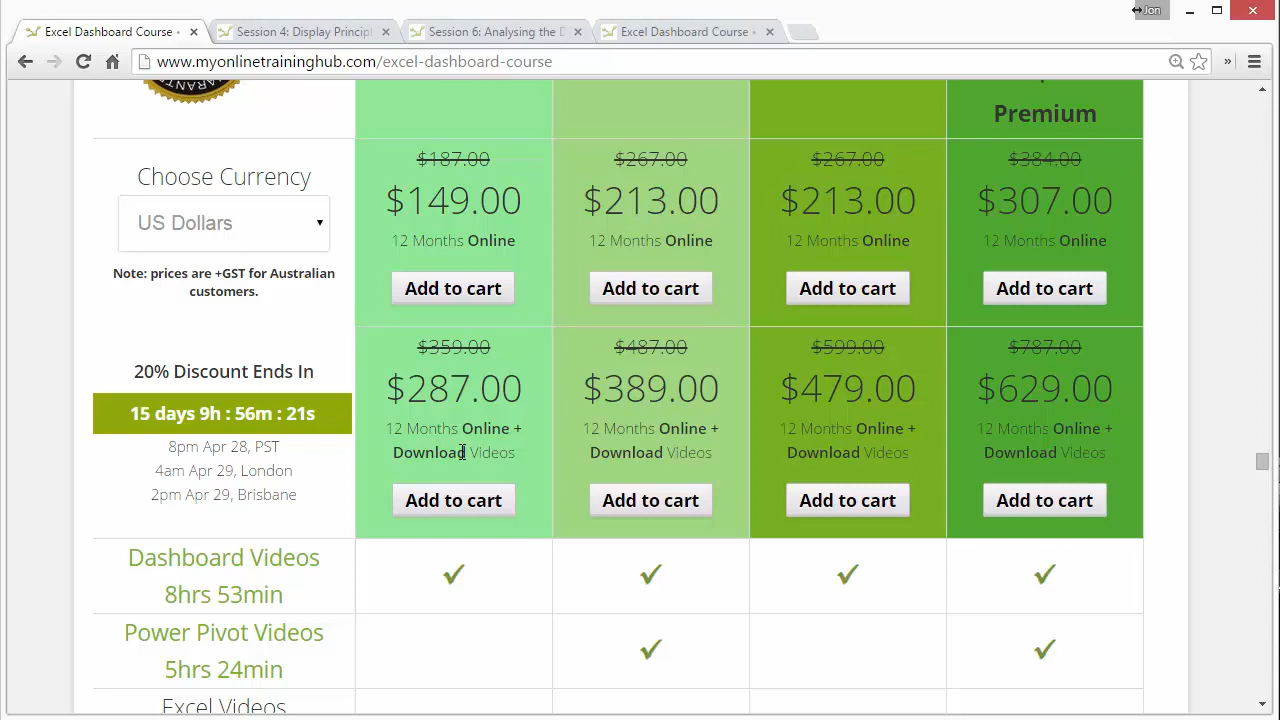 Jon
Excel Dashboard Course -
Session 4: Display Principl
Session 6: Analysing the D
Excel Dashboard Course -
www.myonlinetraininghub.com/excel-dashboard-course
Premium
Choose Currency
US Dollars
Note: prices are +GST for Australian
customers.
$187.00
$149.00
12 Months Online
Add to cart
$267.00
$213.00
12 Months Online
Add to cart
$267.00
$213.00
12 Months Online
Add to cart
$384.00
$307.00
12 Months Online
Add to cart
20% Discount Ends In
15 days 9h : 56m : 21s
8pm Apr 28, PST
4am Apr 29, London
2pm Apr 29, Brisbane
$359.00
$287.00
12 Months Online +
Download Videos
Add to cart
$487.00
$389.00
12 Months Online +
Download Videos
Add to cart
$599.00
$479.00
12 Months Online +
Download Videos
Add to cart
$787.00
$629.00
12 Months Online +
Download Videos
Add to cart
Dashboard Videos
8hrs 53min
Power Pivot Videos
5hrs 24min
Excel Videos